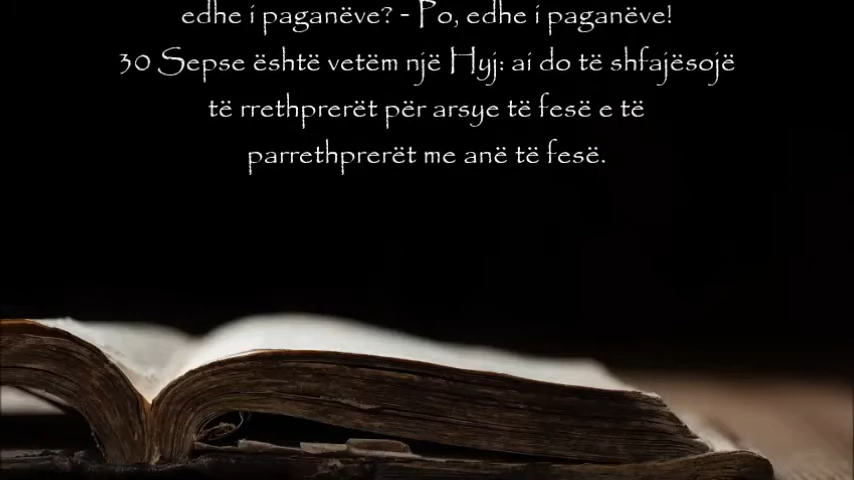 edhe i paganëve? - Po, edhe i paganëve!
30 Sepse është vetëm një Hyj: ai do të shfajësojë
të rrethprerët për arsye të fesë e të
parrethprerët me anë të fesë.